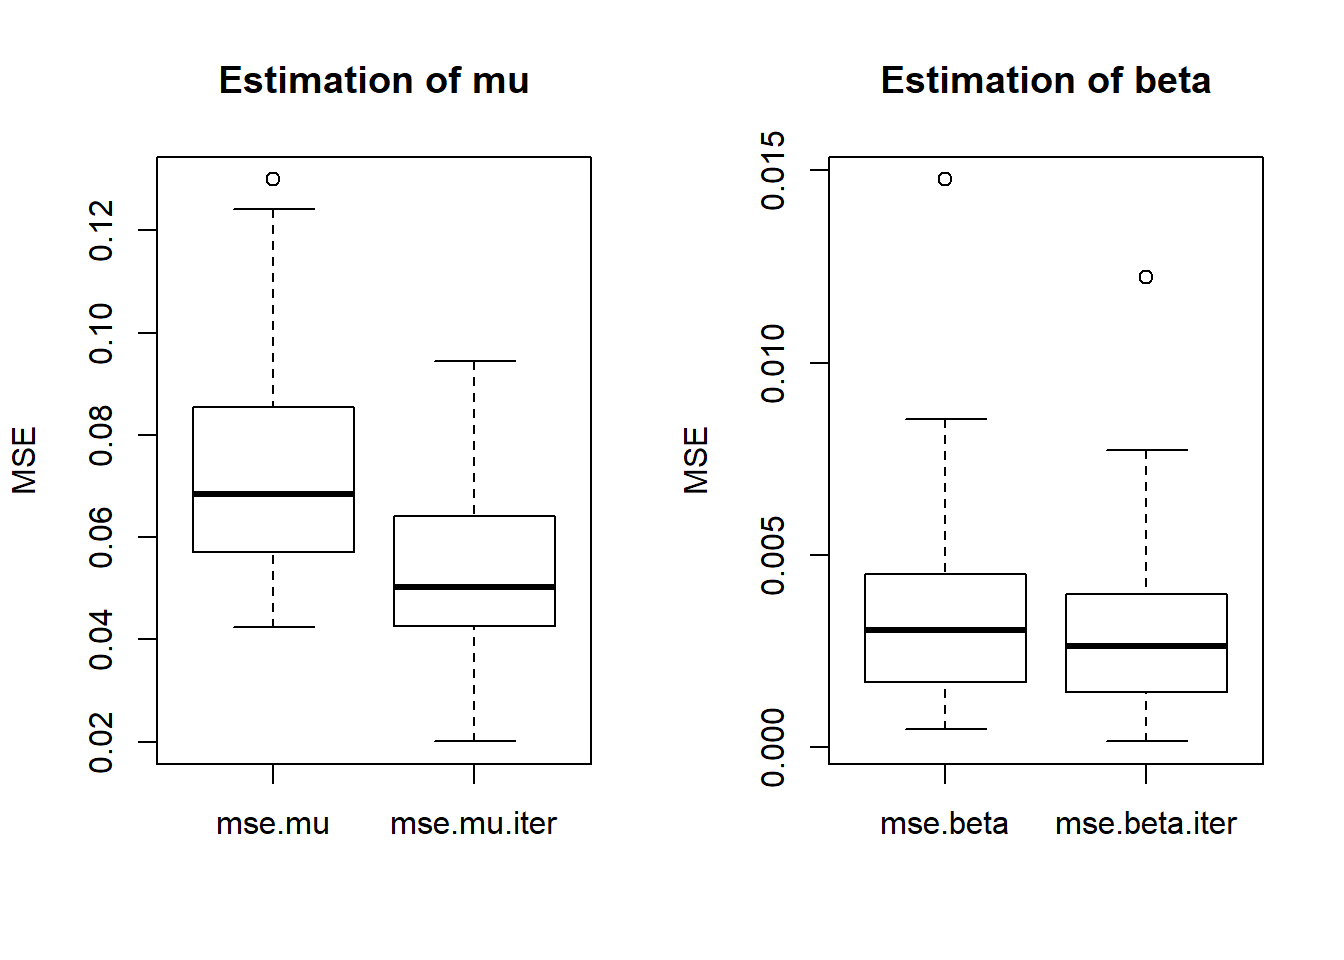 Estimation of mu
MSE
0.12
0.10
0.08
0.06
0.04
0.02
mse.mu mse.mu.iter
Estimation of beta
MSE
0.015
0.010
0.005
0.000
mse.beta mse.beta.iter